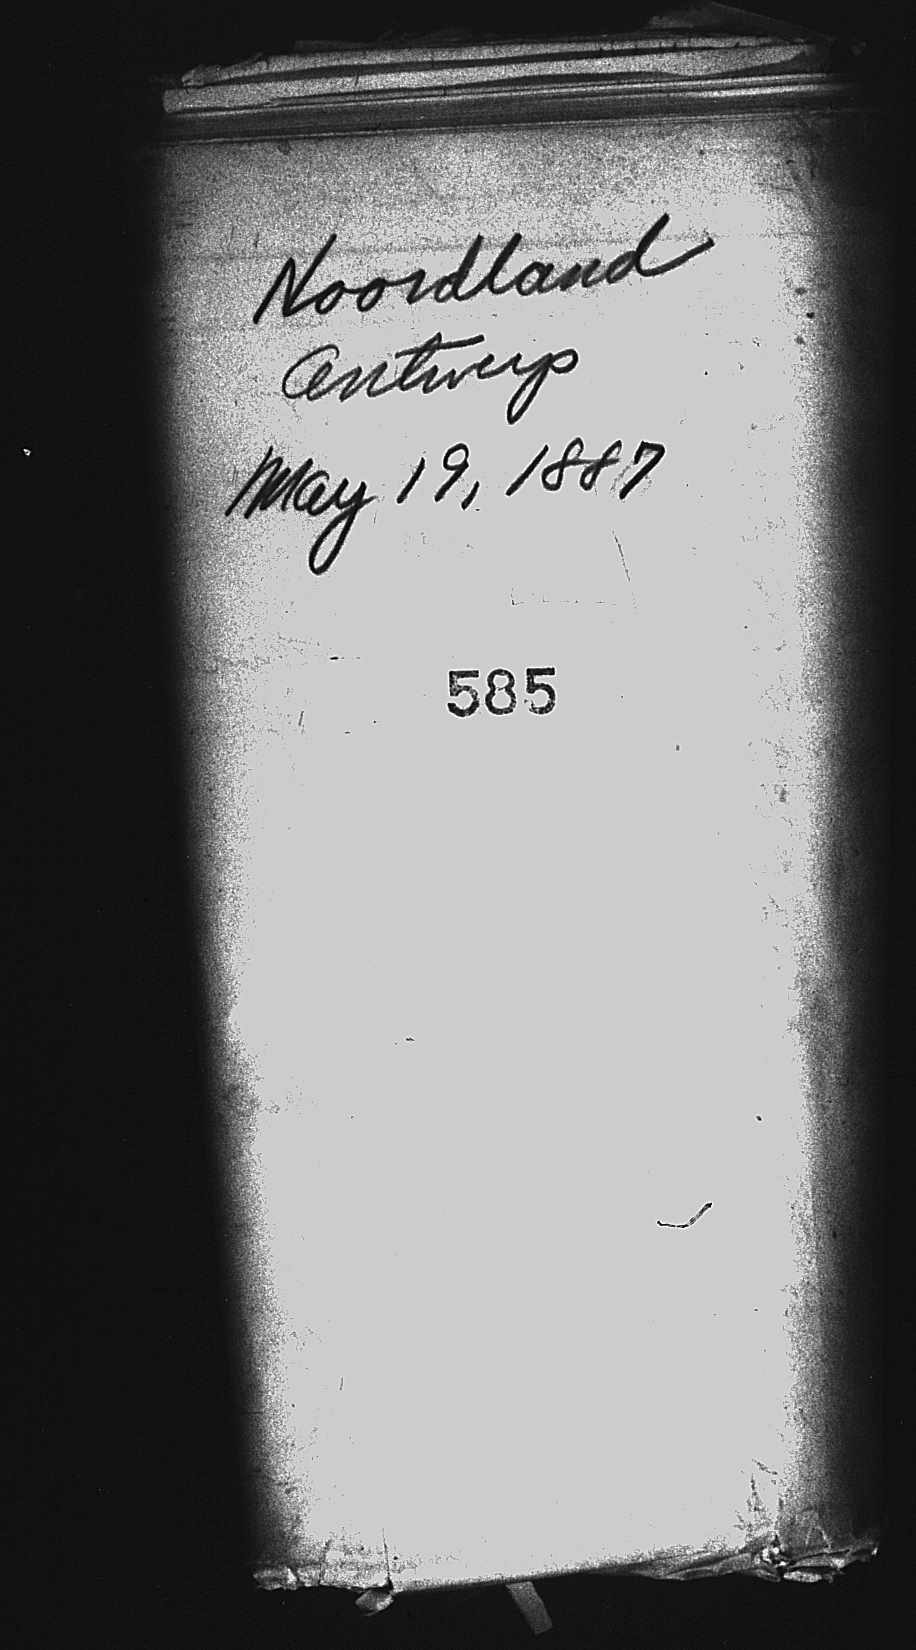 Noordland
Antwerp
May 19, 1887
585